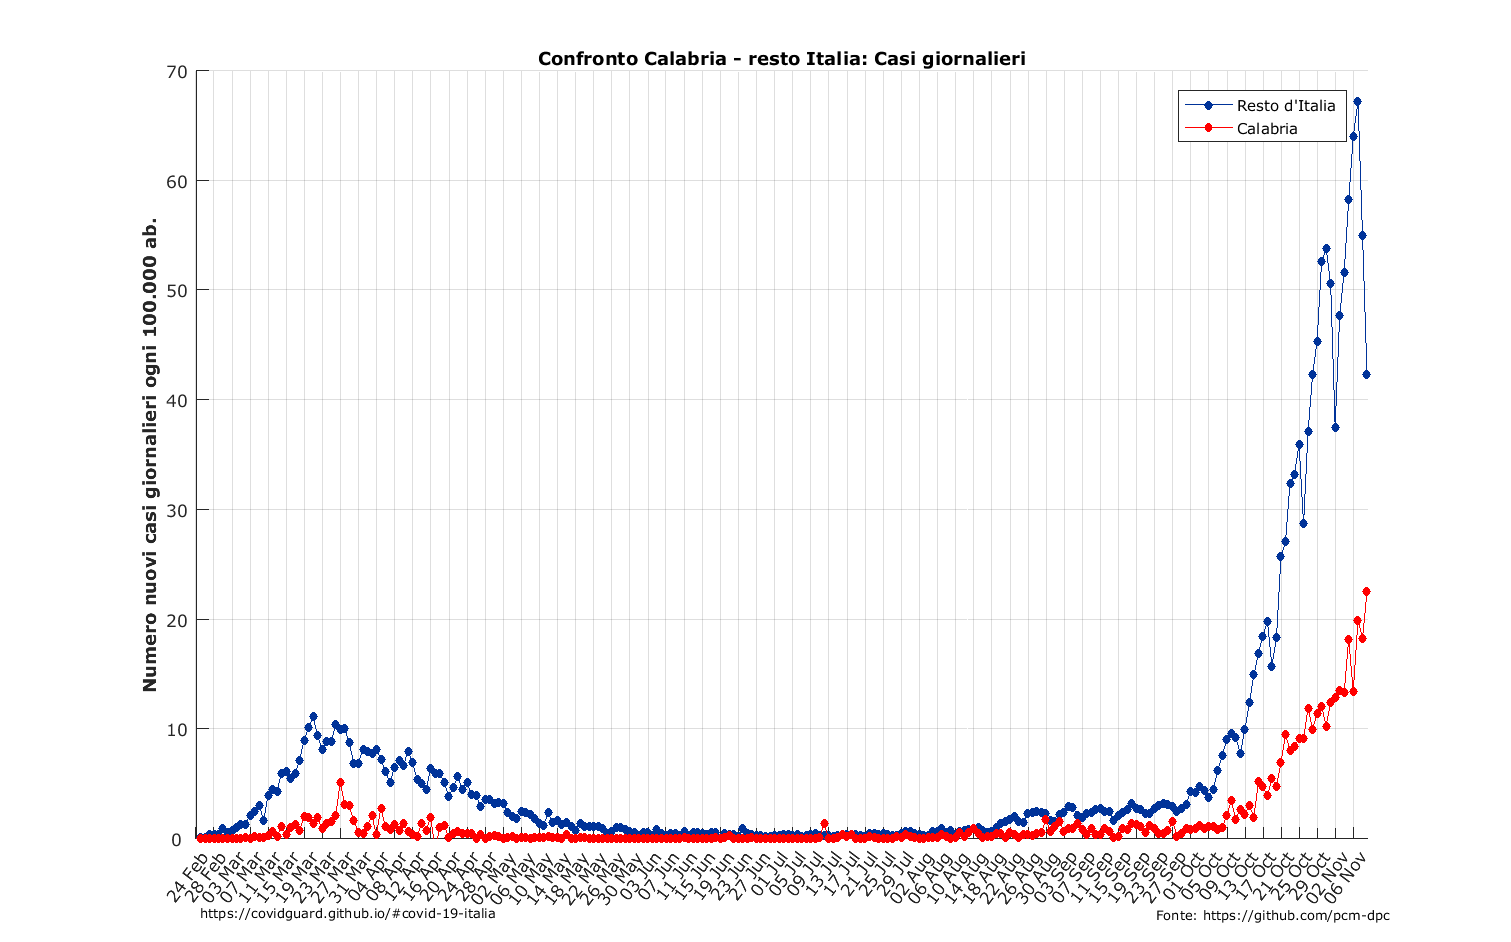 Confronto Calabria - resto Italia: Casi giornalieri
Resto d'Italia
Calabria
Numero nuovi casi giornalieri ogni 100.000 ab.
70
60
50
40
30
20
10
0
24 Feb
28 Feb
03 Mar
07 Mar
11 Mar
15 Mar
19 Mar
23 Mar
27 Mar
31 Mar
04 Apr
08 Apr
12 Apr
16 Apr
20 Apr
24 Apr
28 Apr
02 May
06 May
10 May
14 May
18 May
22 May
26 May
30 May
03 Jun
07 Jun
11 Jun
15 Jun
19 Jun
23 Jun
27 Jun
01 Jul
05 Jul
09 Jul
13 Jul
17 Jul
21 Jul
25 Jul
29 Jul
02 Aug
06 Aug
10 Aug
14 Aug
18 Aug
22 Aug
26 Aug
30 Aug
03 Sep
07 Sep
11 Sep
15 Sep
19 Sep
23 Sep
27 Sep
01 Oct
05 Oct
09 Oct
13 Oct
17 Oct
21 Oct
25 Oct
29 Oct
02 Nov
06 Nov
https://covidguard.github.io/#covid-19-italia
Fonte: https://github.com/pcm-dpc